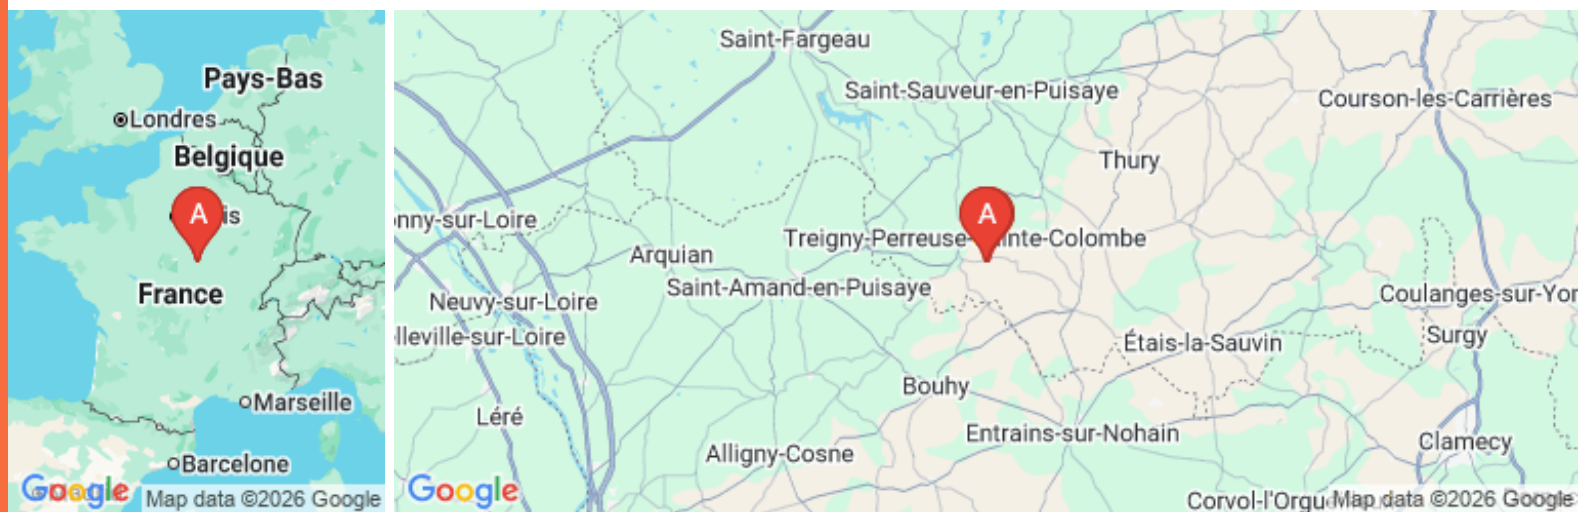 Pays-Bas
Londres
Belgique
A
is
France
Marseille
Barcelone
Google
Map data ©2026 Google
Saint-Fargeau
Saint-Sauveur-en-Puisaye
Courson-les-Carrières
Thury
A
onny-sur-Loire
Treigny-Perreuse-S inte-Colombe
Arquian
Saint-Amand-en-Puisaye
Neuvy-sur-Loire
Coulanges-sur-Yon
lleville-sur-Loire
Étais-la-Sauvin
Surgy
Bouhy
Léré
Entrains-sur-Nohain
Clamecy
Alligny-Cosne
Google
Corvol-l'Orgu
Map data ©2026 Google